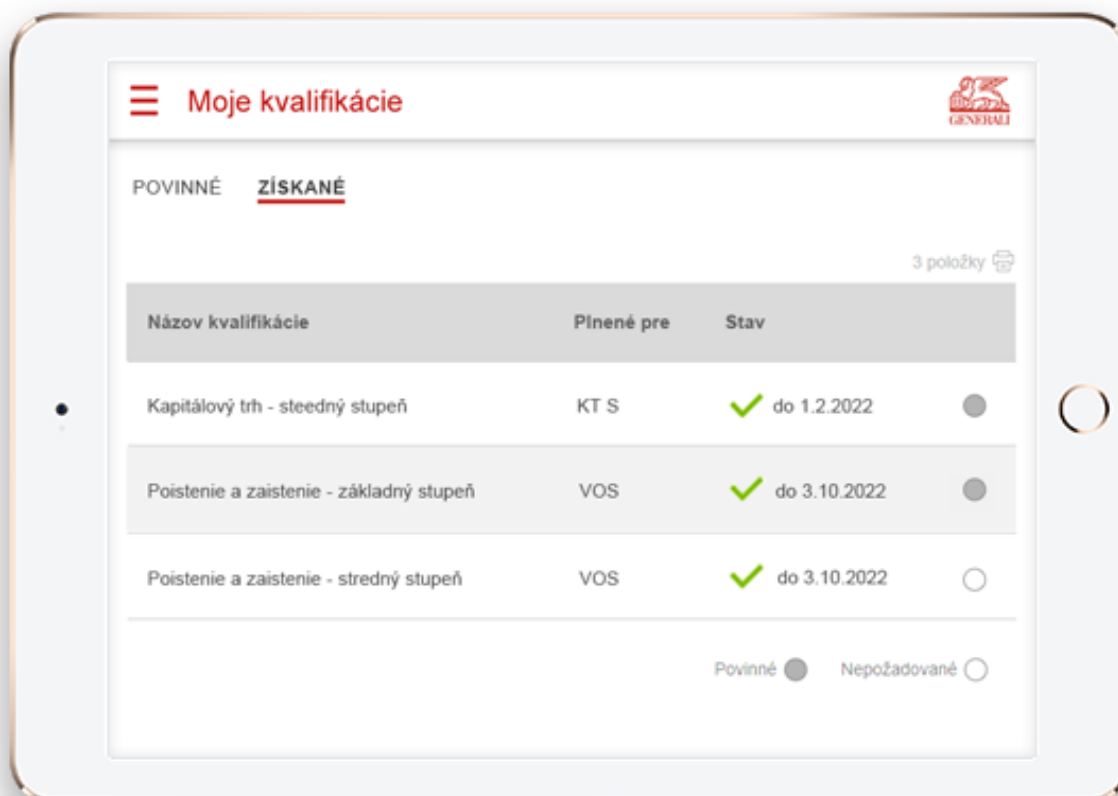 Moje kvalifikácie
GENERALI
POVINNÉ ZÍSKANÉ
3 položky
Názov kvalifikácie Plnené pre Stav
Kapitálový trh - steedný stupeň KT S do 1.2.2022
Poistenie a zaistenie - základný stupeň VOS do 3.10.2022
Poistenie a zaistenie - stredný stupeň VOS do 3.10.2022
Povinné Nepožadované